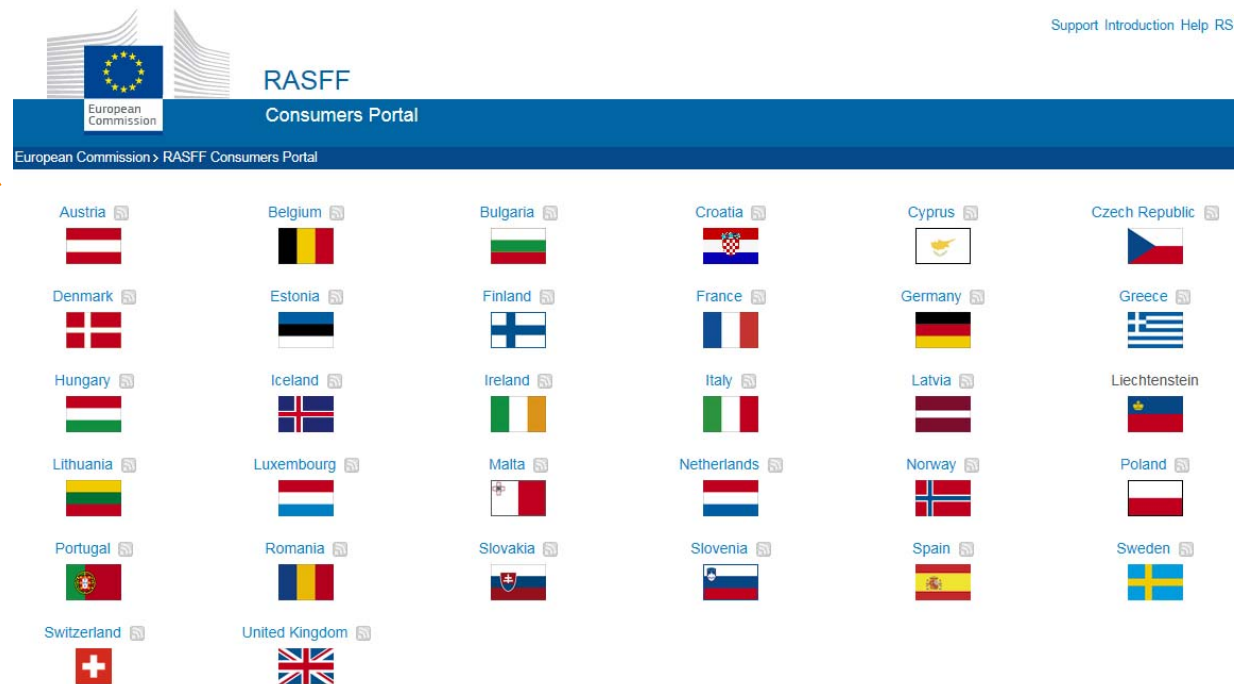 Support Introduction Help RS
European
Commission
RASFF
Consumers Portal
European Commission > RASFF Consumers Portal
Austria Belgium Bulgaria Croatia Cyprus Czech Republic
Denmark Estonia Finland France Germany Greece
Hungary Iceland Ireland Italy Latvia Liechtenstein
Lithuania Luxembourg Malta Netherlands Norway Poland
Portugal Romania Slovakia Slovenia Spain Sweden
Switzerland United Kingdom